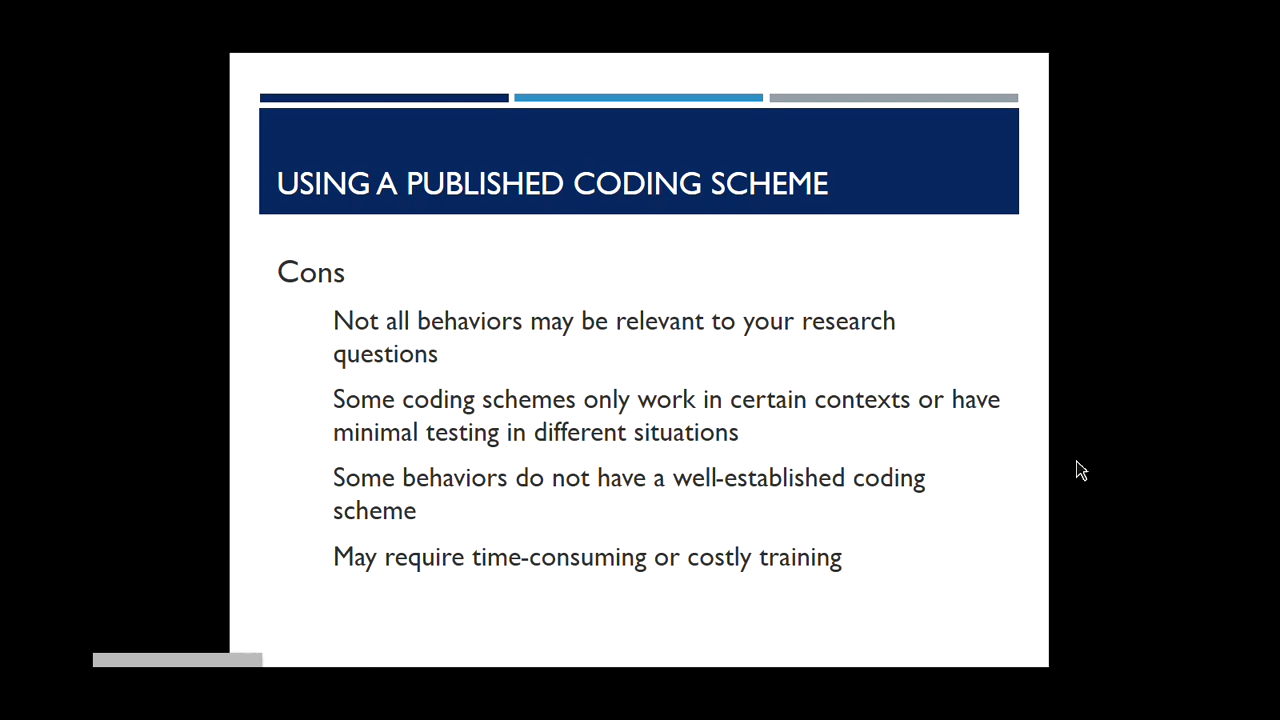 USING A PUBLISHED CODING SCHEME
Cons
Not all behaviors may be relevant to your research
questions
Some coding schemes only work in certain contexts or have
minimal testing in different situations
Some behaviors do not have a well-established coding
scheme
May require time-consuming or costly training